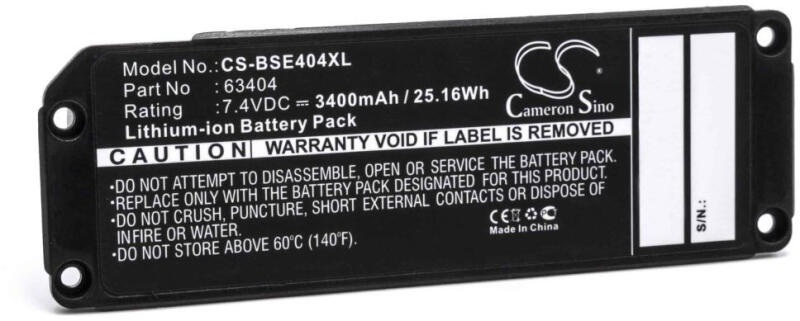 Model No.: CS-BSE404XL
Part No : 63404
Rating : 7.4VDC ⎓ 3400mAh / 25.16Wh
Lithium-ion Battery Pack
CS
Cameron Sino
CAUTION WARRANTY VOID IF LABEL REMOVED
•DO NOT ATTEMPT TO DISASSEMBLE, OPEN OR SERVICE THE BATTERY PACK.
•REPLACE ONLY WITH THE BATTERY PACK DESIGNATED FOR THE PRODUCT.
•DO NOT CRUSH, PUNCTURE, SHORT EXTERNAL CONTACTS OR DISPOSE OF
INFIRE OR WATER.
•DO NOT STORE ABOVE 60°C (140°F).
CE
Made In China
S/N.: